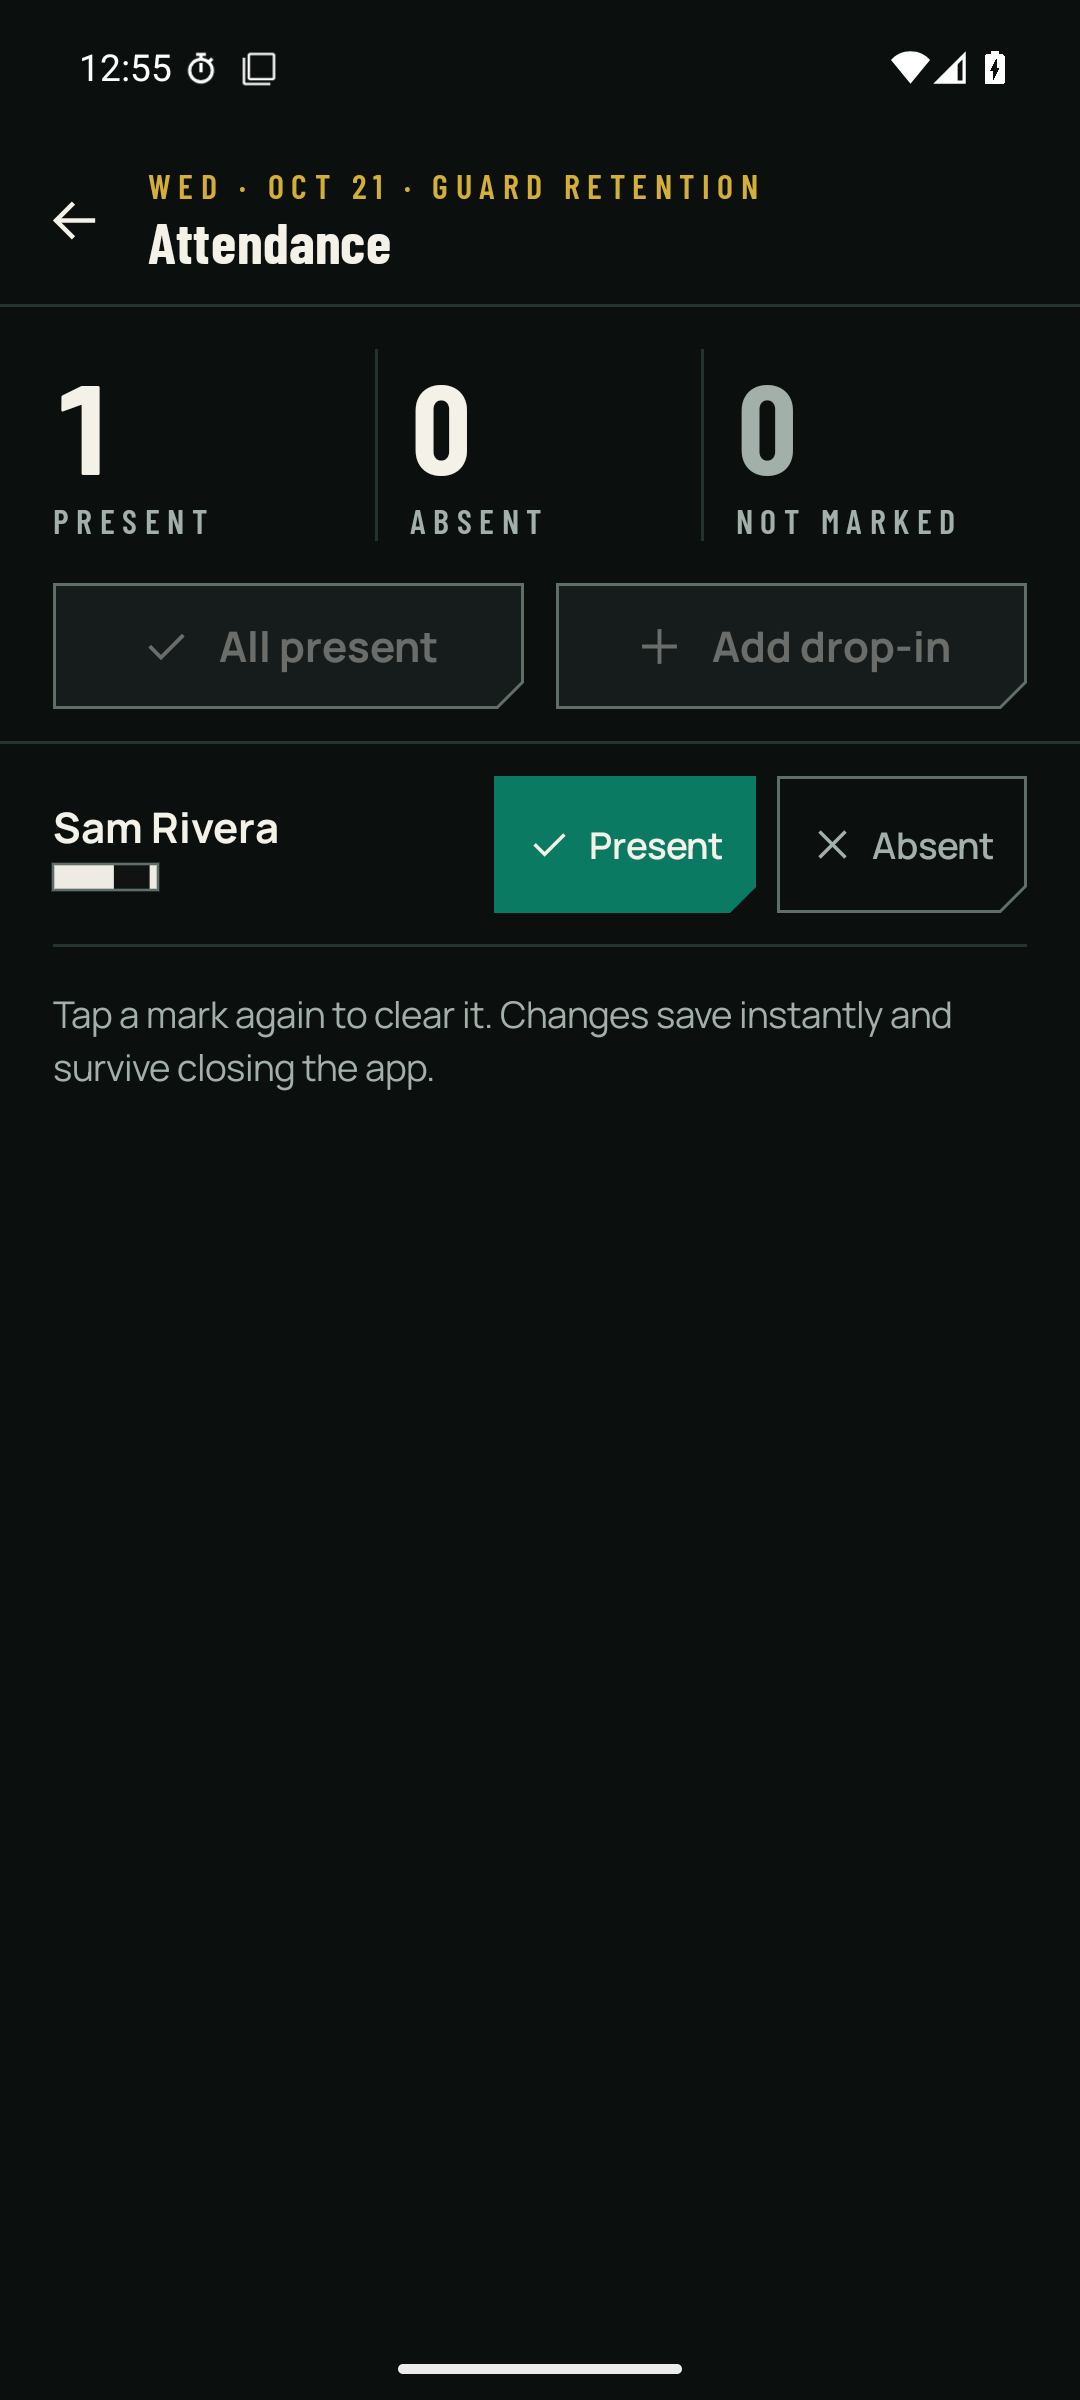 12:55
WED · OCT 21 · GUARD RETENTION
Attendance
1 0 0
PRESENT ABSENT NOT MARKED
All present Add drop-in
Sam Rivera Present Absent
Tap a mark again to clear it. Changes save instantly and
survive closing the app.